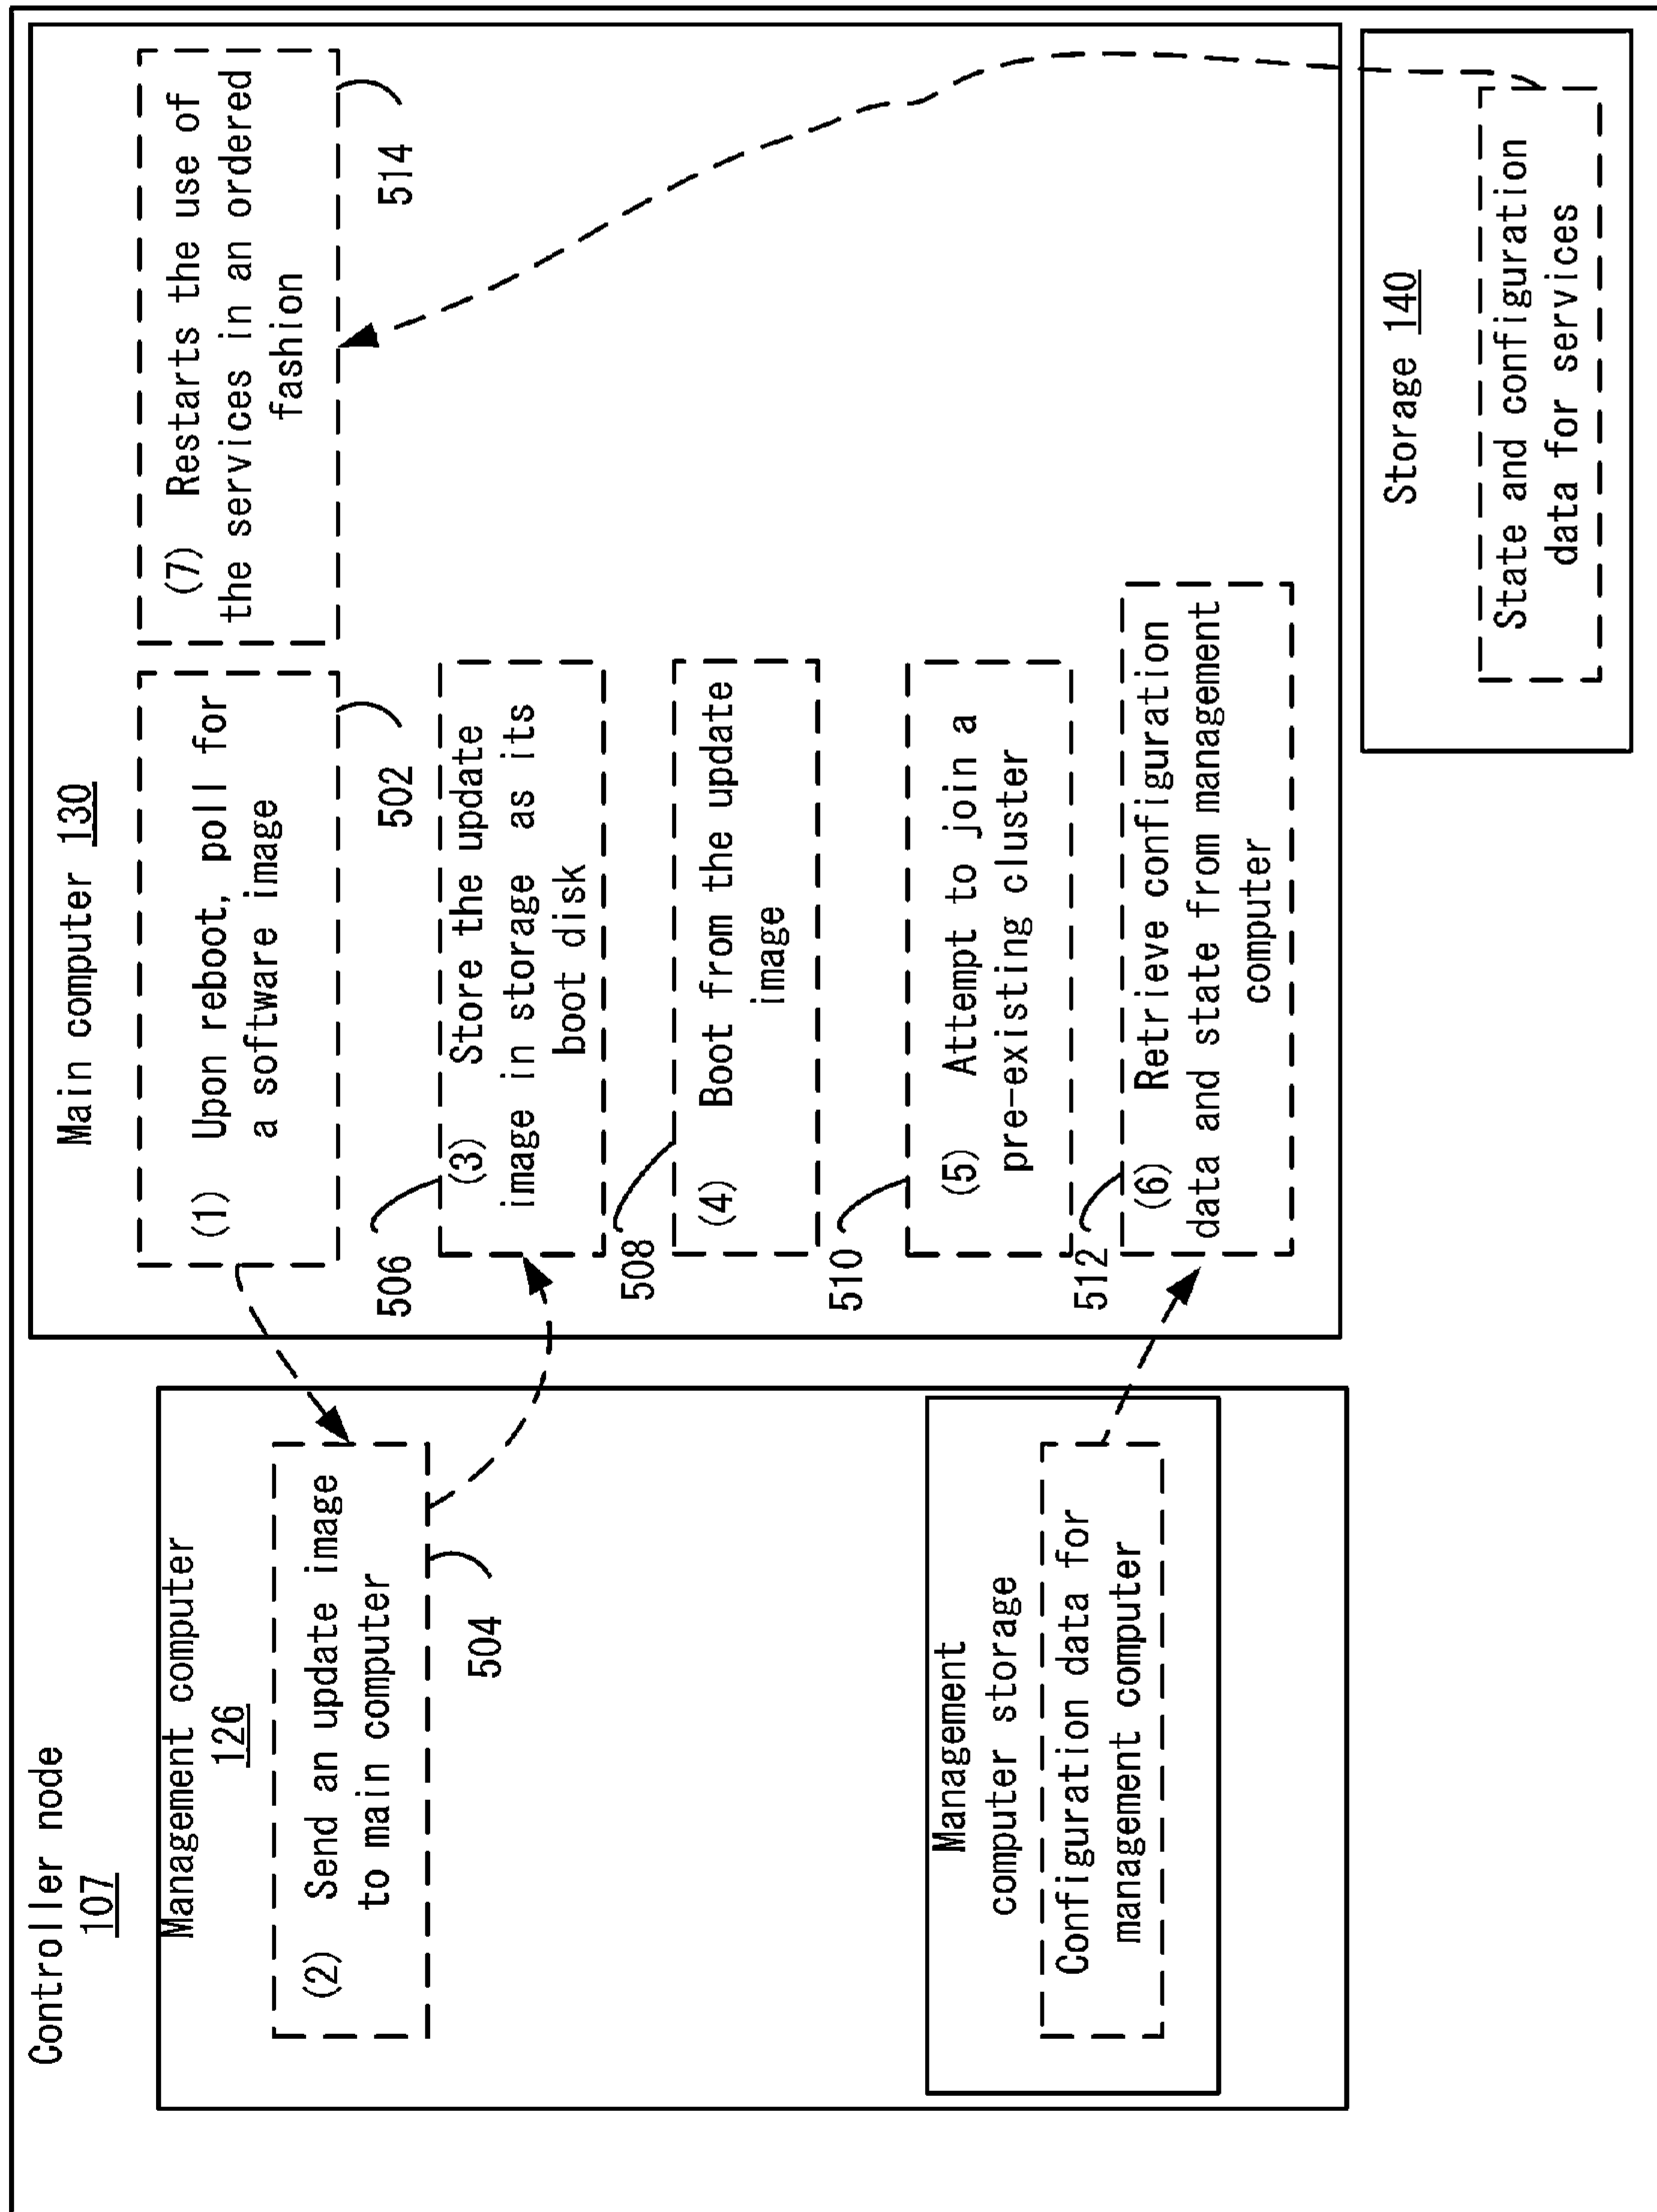 Controller node
107
Management computer
126
(2) Send an update image
to main computer
504
Management
computer storage
Configuration data for
management computer
Main computer 130
(1) Upon reboot, poll for
a software image
502
506
(3) Store the update
image in storage as its
boot disk
508
(4) Boot from the update
image
510
(5) Attempt to join a
pre-existing cluster
512
(6) Retrieve configuration
data and state from management
computer
(7) Restarts the use of
the services in an ordered
fashion
514
Storage 140
State and configuration
data for services